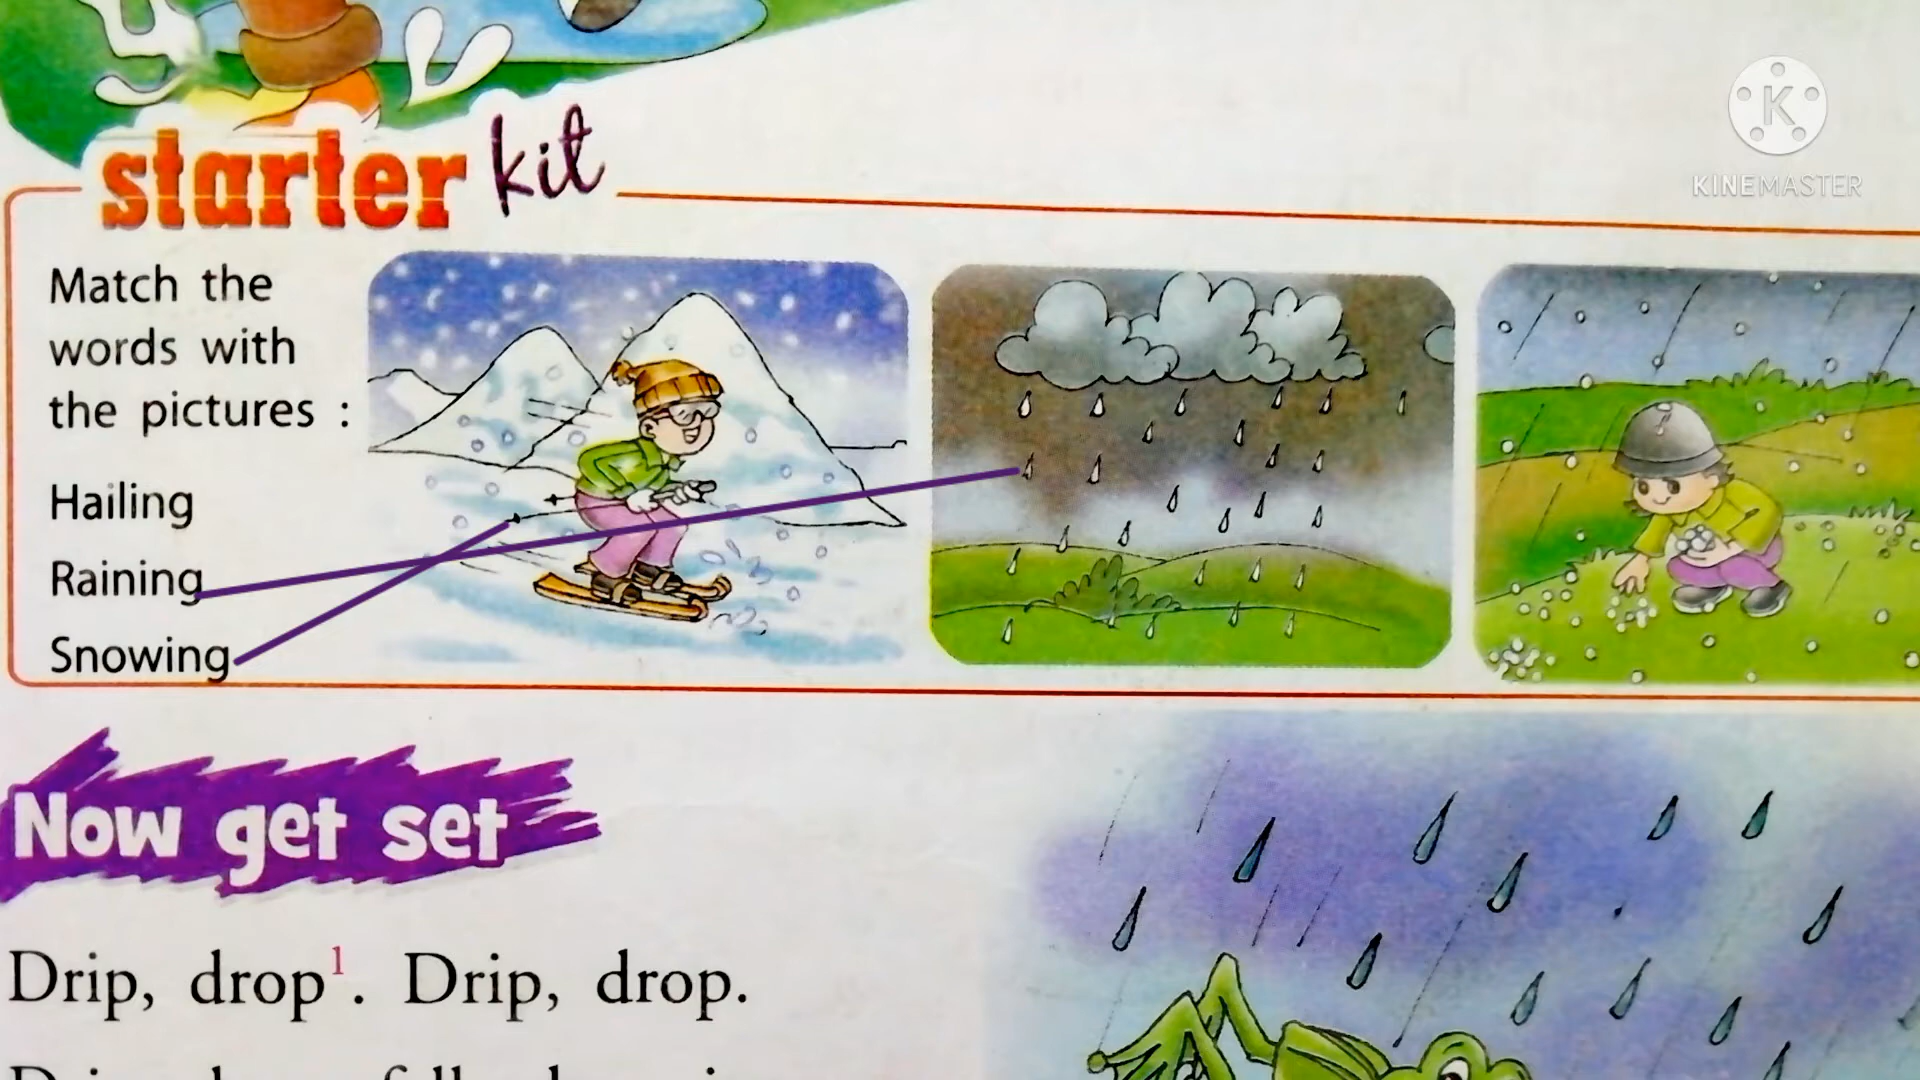 starter kit
KINEMASTER
Match the
words with
the pictures :
Hailing
Raining
Snowing
Now get set
Drip, drop¹. Drip, drop.